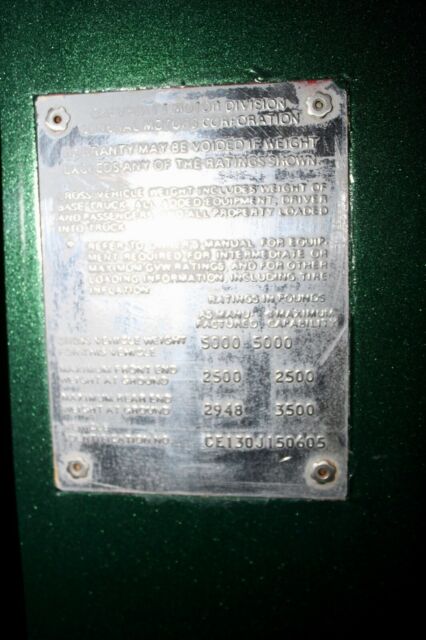 MOTOR DIVISION
MOTORS CORPORATION
WARRANTY MAY BE VOIDED IF WEIGHT
EXCEEDS ANY OF THE RATINGS SHOWN
GROSS VEHICLE WEIGHT INCLUDES WEIGHT OF
BASE TRUCK, ALL ADDED EQUIPMENT, DRIVER
AND PASSENGERS AND ALL PROPERTY LOADED
INTO TRUCK
REFER TO OWNER'S MANUAL FOR EQUIP-
MENT REQUIRED FOR INTERMEDIATE OR
MAXIMUM GVW RATINGS AND FOR OTHER
LOADING INFORMATION, INCLUDING TIRE
INFLATION
RATINGS IN POUNDS
AS MANU- MAXIMUM
FACTURED CAPABILITY
GROSS VEHICLE WEIGHT 5000 5000
ON THIS VEHICLE
MAXIMUM FRONT END
WEIGHT AT GROUND 2500 2500
MAXIMUM REAR END
WEIGHT AT GROUND 2948 3500
IDENTIFICATION NO. CE130J150605